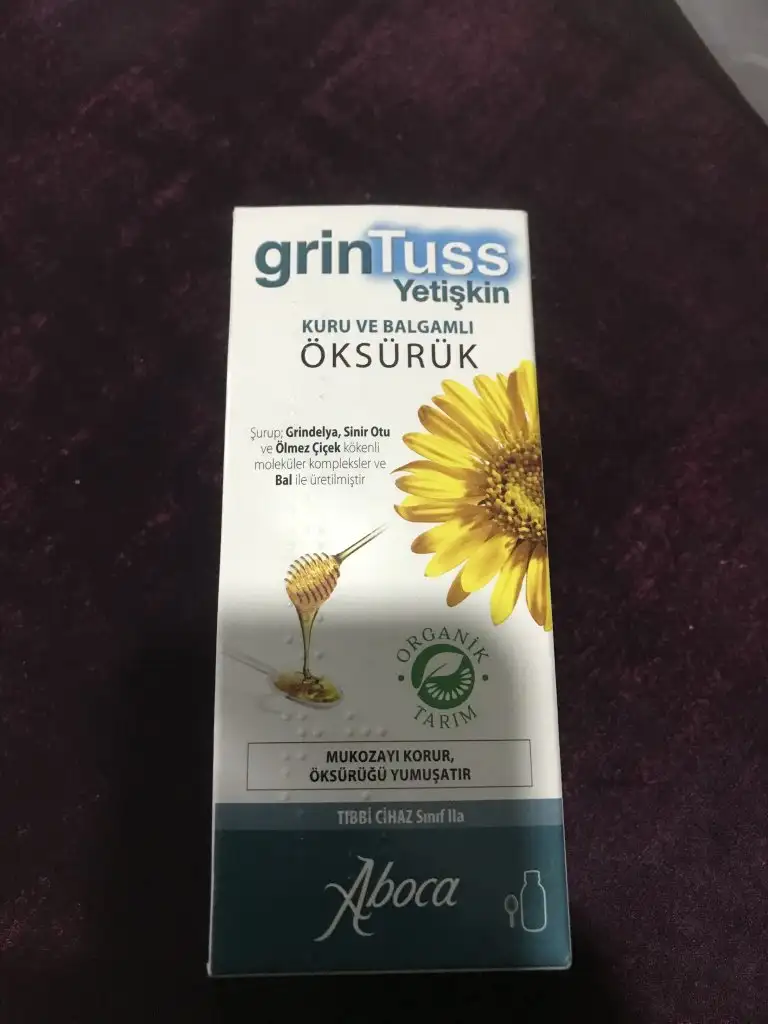 grinTuss
Yetişkin
KURU VE BALGAMLI
ÖKSÜRÜK
Şurup; Grindelya, Sinir Otu
ve Ölmez Çiçek kökenli
moleküler kompleksler ve
Bal ile üretilmiştir
ORGANİK
TARIM
MUKOZAYI KORUR,
ÖKSÜRÜĞÜ YUMUŞATIR
TIBBİ CİHAZ Sınıf IIa
Aboca